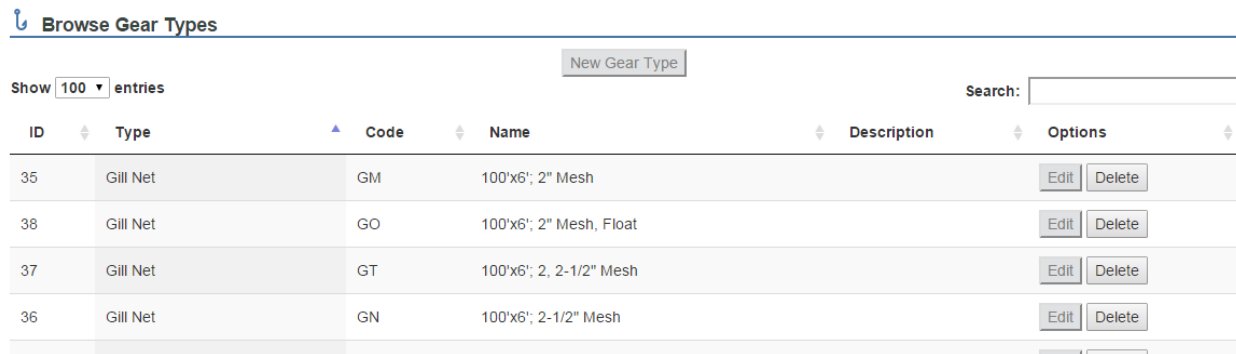 Browse Gear Types
New Gear Type
Show 100 entries
Search:
ID Type Code Name Description Options
35 Gill Net GM 100'x6'; 2" Mesh Edit Delete
38 Gill Net GO 100'x6'; 2" Mesh, Float Edit Delete
37 Gill Net GT 100'x6'; 2, 2-1/2" Mesh Edit Delete
36 Gill Net GN 100'x6'; 2-1/2" Mesh Edit Delete